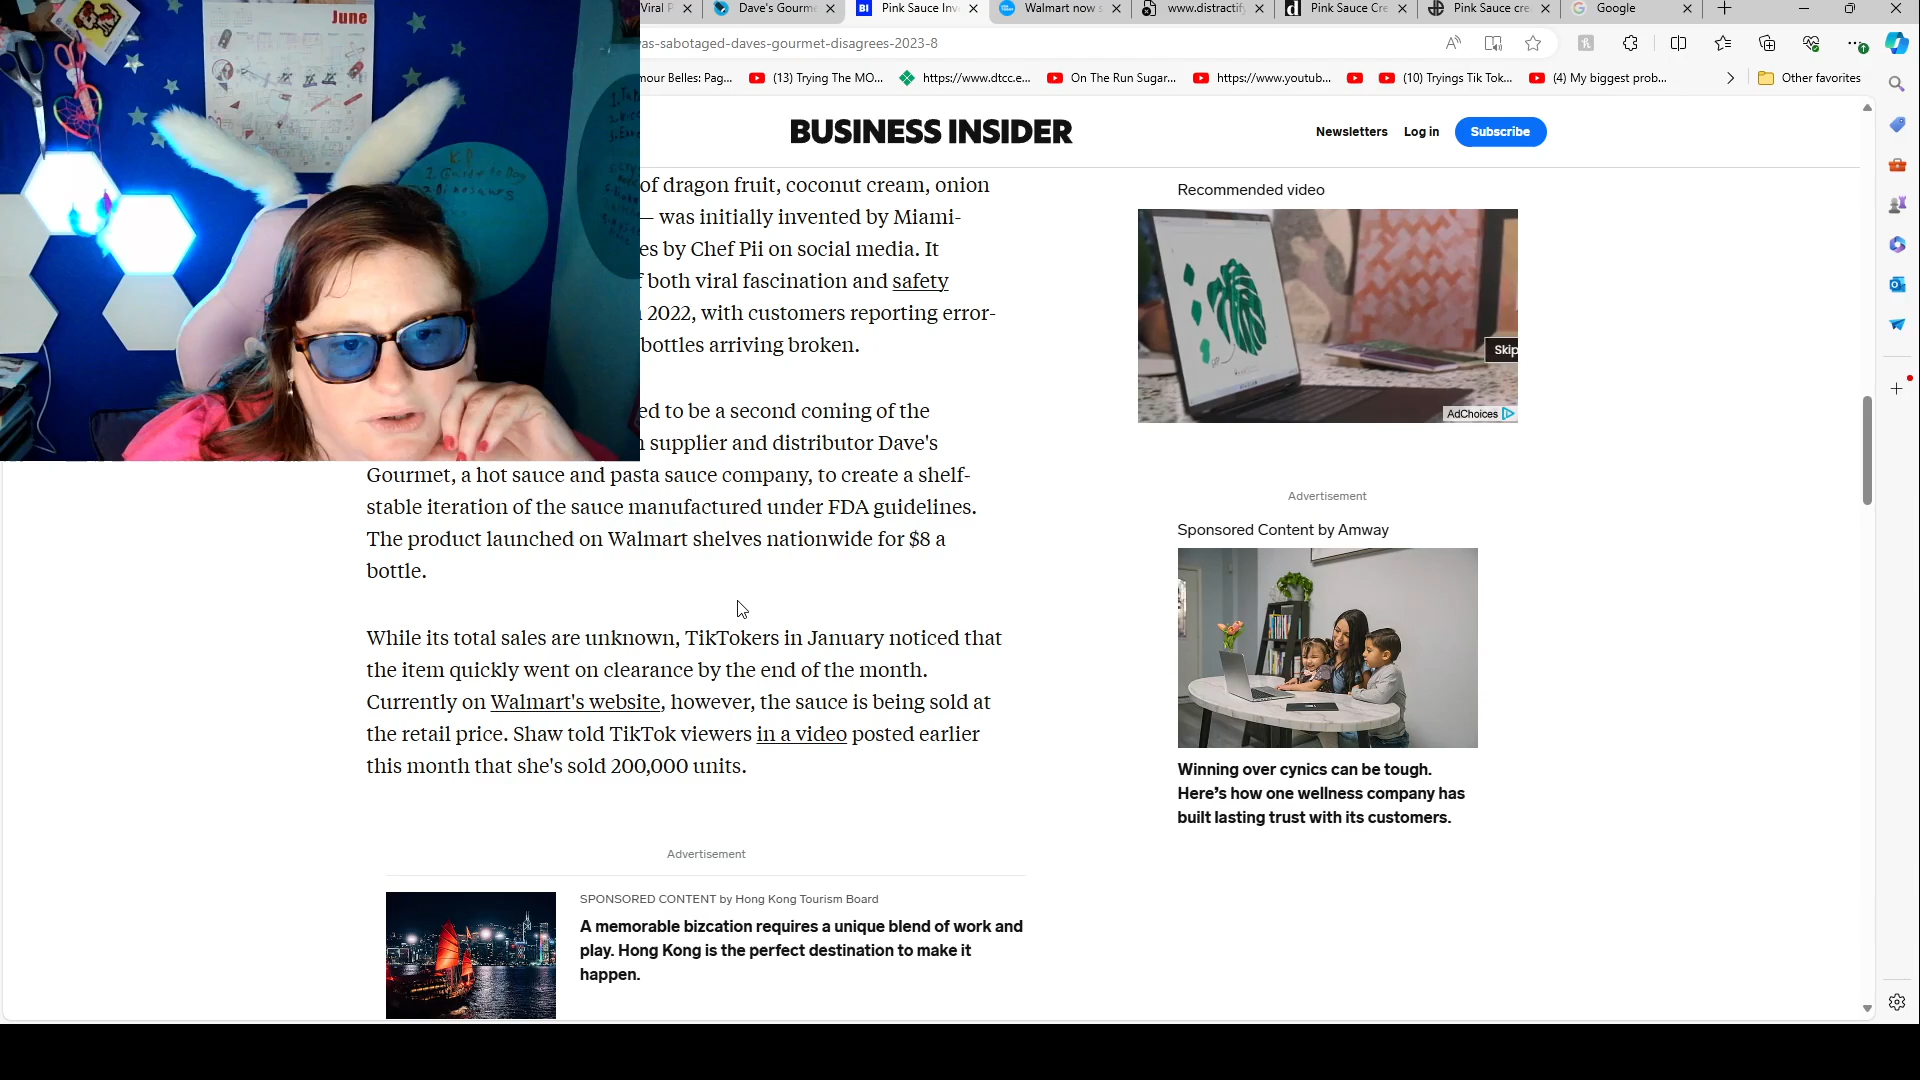 June
Viral P
Dave's Gourme
Pink Sauce Inv
Walmart now s
www.distractify
Pink Sauce Cre
Pink Sauce cre
Google
as-sabotaged-daves-gourmet-disagrees-2023-8
mour Belles: Pag...
(13) Trying The MO...
https://www.dtcc.e...
On The Run Sugar...
https://www.youtub...
(10) Tryings Tik Tok...
(4) My biggest prob...
Other favorites
BUSINESS INSIDER
Newsletters
Log in
Subscribe
of dragon fruit, coconut cream, onion
— was initially invented by Miami-
es by Chef Pii on social media. It
both viral fascination and safety
2022, with customers reporting error-
bottles arriving broken.
ed to be a second coming of the
supplier and distributor Dave's
Gourmet, a hot sauce and pasta sauce company, to create a shelf-
stable iteration of the sauce manufactured under FDA guidelines.
The product launched on Walmart shelves nationwide for $8 a
bottle.
While its total sales are unknown, TikTokers in January noticed that
the item quickly went on clearance by the end of the month.
Currently on Walmart's website, however, the sauce is being sold at
the retail price. Shaw told TikTok viewers in a video posted earlier
this month that she's sold 200,000 units.
Advertisement
SPONSORED CONTENT by Hong Kong Tourism Board
A memorable bizcation requires a unique blend of work and
play. Hong Kong is the perfect destination to make it
happen.
Recommended video
Skip
AdChoices
Advertisement
Sponsored Content by Amway
Winning over cynics can be tough.
Here's how one wellness company has
built lasting trust with its customers.